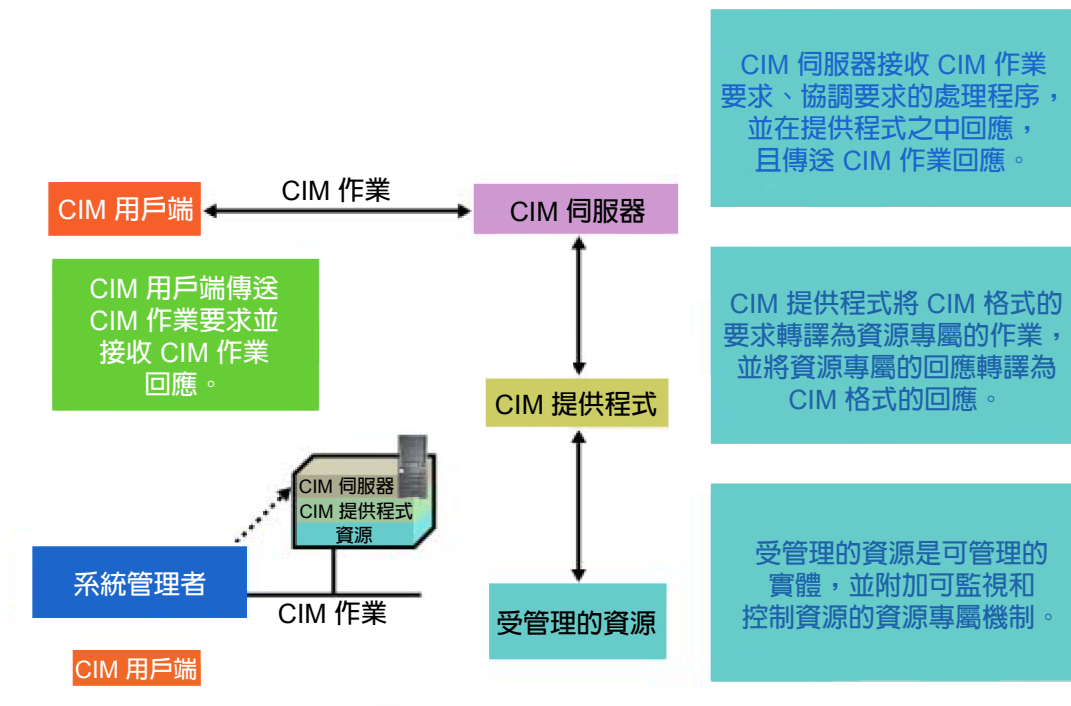 CIM 伺服器接收 CIM 作業
要求、協調要求的處理程序，
並在提供程式之中回應，
且傳送 CIM 作業回應。
CIM 用戶端
CIM 作業
CIM 伺服器
CIM 用戶端傳送
CIM 作業要求並
接收 CIM 作業
回應。
CIM 提供程式將 CIM 格式的
要求轉譯為資源專屬的作業，
並將資源專屬的回應轉譯為
CIM 格式的回應。
CIM 提供程式
CIM 伺服器
CIM 提供程式
資源
系統管理者
CIM 作業
受管理的資源
受管理的資源是可管理的
實體，並附加可監視和
控制資源的資源專屬機制。
CIM 用戶端